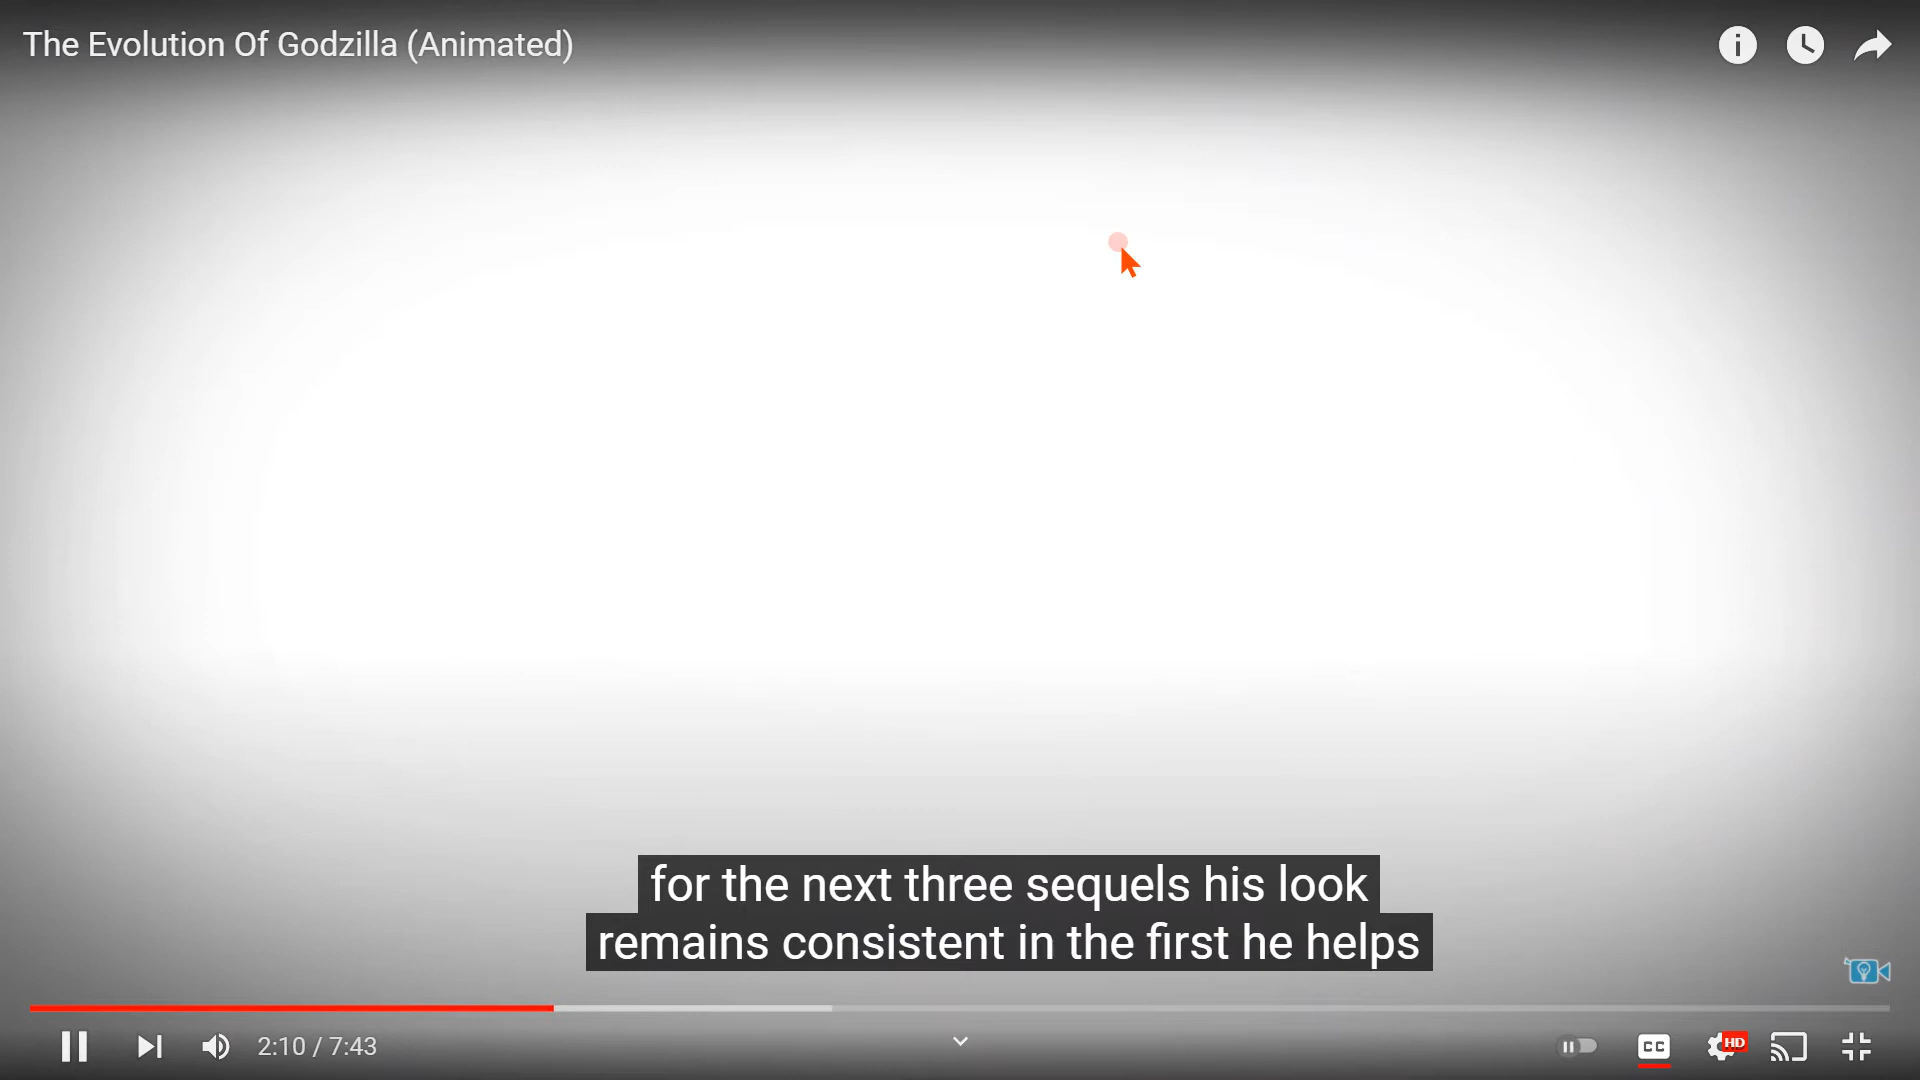 The Evolution Of Godzilla (Animated)
for the next three sequels his look
remains consistent in the first he helps
2:10 / 7:43
CC
HD